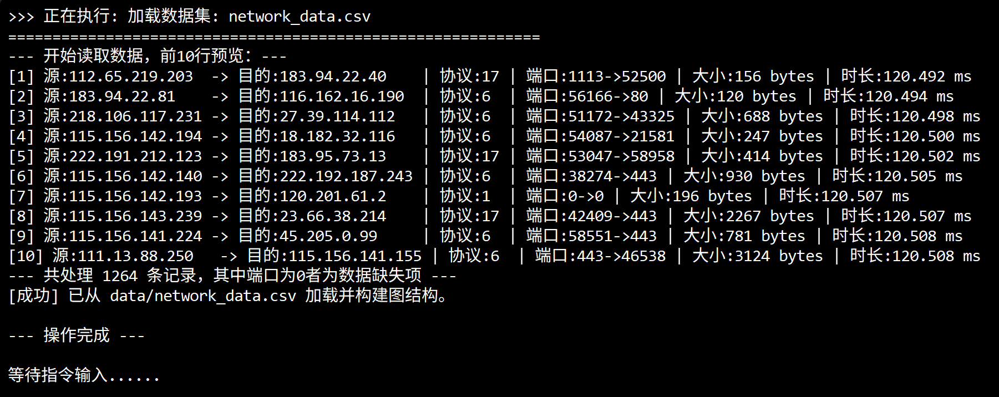 >>> 正在执行: 加载数据集: network_data.csv
============================================================
--- 开始读取数据，前10行预览：---
[1] 源:112.65.219.203  -> 目的:183.94.22.40    | 协议:17 | 端口:1113->52500 | 大小:156 bytes | 时长:120.492 ms
[2] 源:183.94.22.81    -> 目的:116.162.16.190  | 协议:6  | 端口:56166->80 | 大小:120 bytes | 时长:120.494 ms
[3] 源:218.106.117.231 -> 目的:27.39.114.112   | 协议:6  | 端口:51172->43325 | 大小:688 bytes | 时长:120.498 ms
[4] 源:115.156.142.194 -> 目的:18.182.32.116   | 协议:6  | 端口:54087->21581 | 大小:247 bytes | 时长:120.500 ms
[5] 源:222.191.212.123 -> 目的:183.95.73.13    | 协议:17 | 端口:53047->58958 | 大小:414 bytes | 时长:120.502 ms
[6] 源:115.156.142.140 -> 目的:222.192.187.243 | 协议:6  | 端口:38274->443 | 大小:930 bytes | 时长:120.505 ms
[7] 源:115.156.142.193 -> 目的:120.201.61.2    | 协议:1  | 端口:0->0 | 大小:196 bytes | 时长:120.507 ms
[8] 源:115.156.143.239 -> 目的:23.66.38.214    | 协议:17 | 端口:42409->443 | 大小:2267 bytes | 时长:120.507 ms
[9] 源:115.156.141.224 -> 目的:45.205.0.99     | 协议:6  | 端口:58551->443 | 大小:781 bytes | 时长:120.508 ms
[10] 源:111.13.88.250   -> 目的:115.156.141.155 | 协议:6  | 端口:443->46538 | 大小:3124 bytes | 时长:120.508 ms
--- 共处理 1264 条记录，其中端口为0者为数据缺失项 ---
[成功] 已从 data/network_data.csv 加载并构建图结构。
--- 操作完成 ---
等待指令输入......